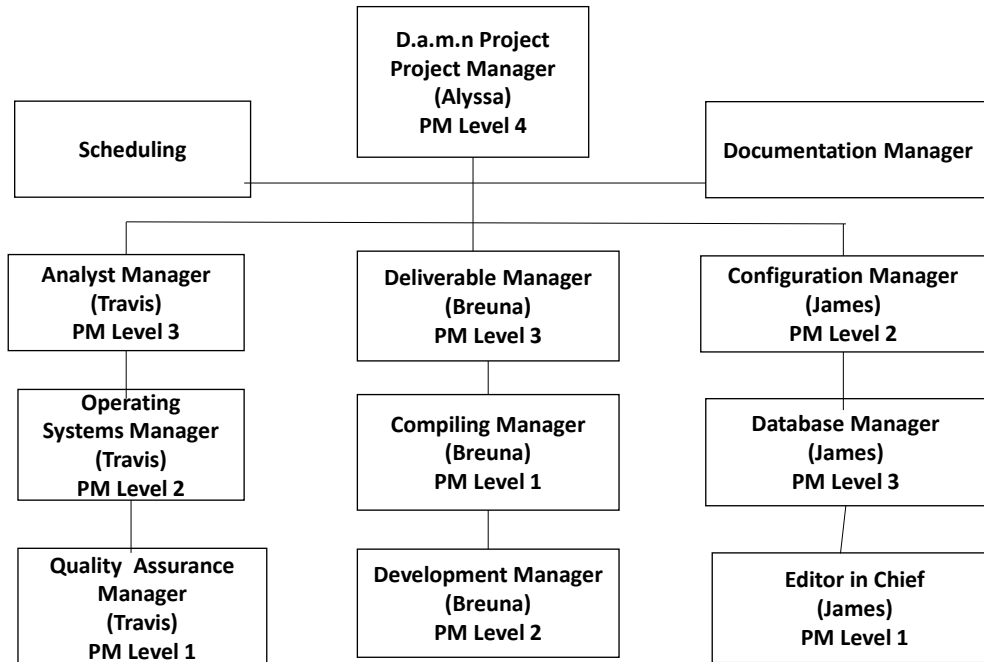 D.a.m.n Project
Project Manager
(Alyssa)
PM Level 4
Scheduling
Documentation Manager
Analyst Manager
(Travis)
PM Level 3
Deliverable Manager
(Breuna)
PM Level 3
Configuration Manager
(James)
PM Level 2
Operating
Systems Manager
(Travis)
PM Level 2
Compiling Manager
(Breuna)
PM Level 1
Database Manager
(James)
PM Level 3
Quality  Assurance
Manager
(Travis)
PM Level 1
Development Manager
(Breuna)
PM Level 2
Editor in Chief
(James)
PM Level 1